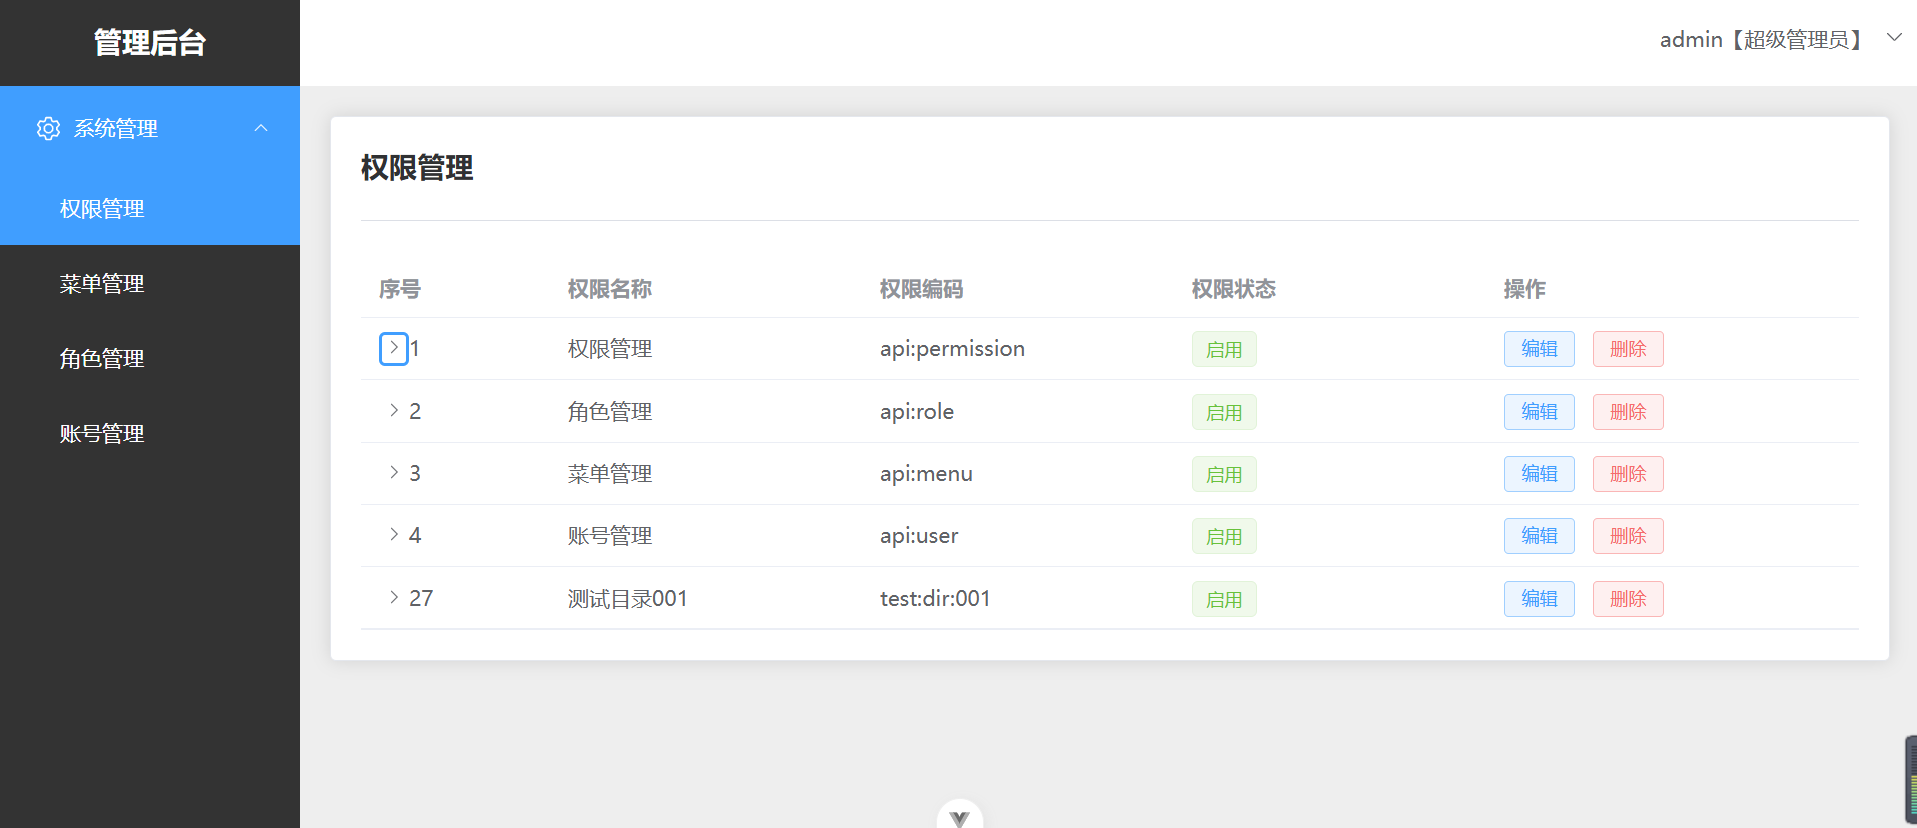 管理后台
admin【超级管理员】
系统管理
权限管理
菜单管理
角色管理
账号管理
权限管理
序号 权限名称 权限编码 权限状态 操作
1 权限管理 api:permission 启用 编辑 删除
2 角色管理 api:role 启用 编辑 删除
3 菜单管理 api:menu 启用 编辑 删除
4 账号管理 api:user 启用 编辑 删除
27 测试目录001 test:dir:001 启用 编辑 删除